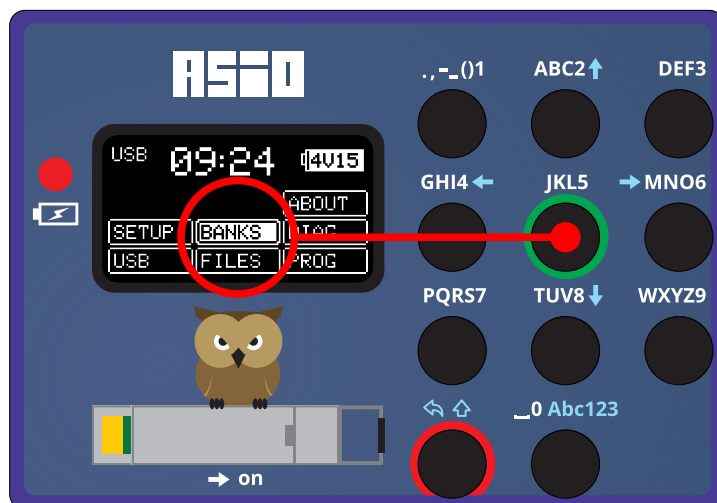 ASiO
.,-_()1 ABC2 DEF3
USB 09:24 4V15
GHI4 JKL5 MNO6
ABOUT
SETUP BANKS DIAG
USB FILES PROG
PQRS7 TUV8 WXYZ9
_0 Abc123
on